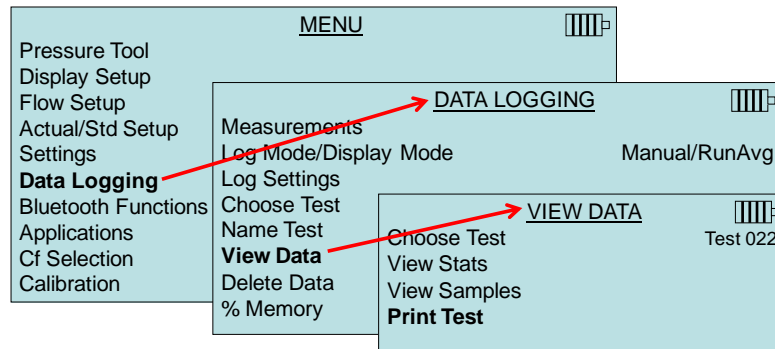 MENU
Pressure Tool
Display Setup
Flow Setup
Actual/Std Setup
Settings
Data Logging
Bluetooth Functions
Applications
Cf Selection
Calibration
DATA LOGGING
Measurements
Log Mode/Display Mode Manual/RunAvg
Log Settings
Choose Test
Name Test
View Data
Delete Data
% Memory
VIEW DATA
Choose Test Test 022
View Stats
View Samples
Print Test